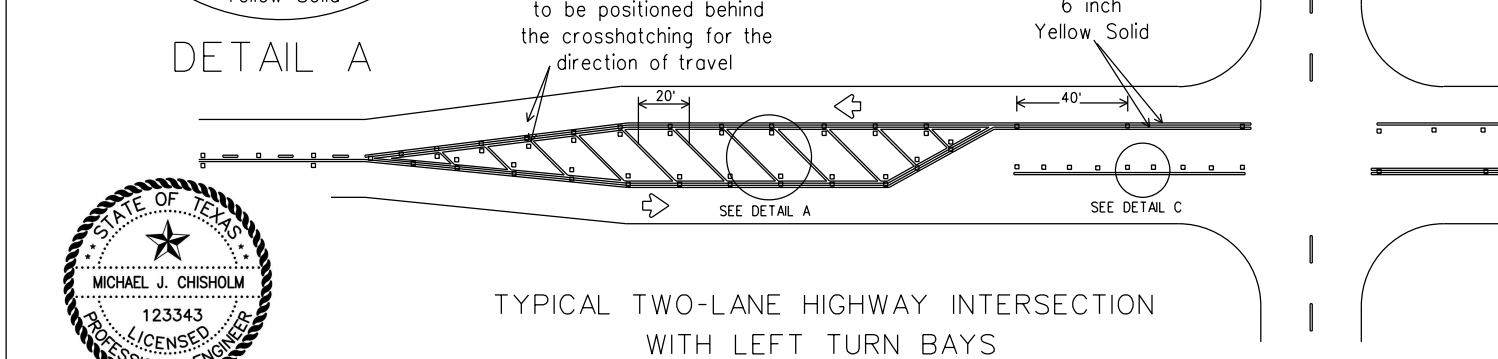 Yellow Solid
DETAIL A
to be positioned behind
the crosshatching for the
direction of travel
6 inch
Yellow Solid
20'
40'
SEE DETAIL A
SEE DETAIL C
STATE OF TEXAS
MICHAEL J. CHISHOLM
123343
LICENSED
PROFESSIONAL ENGINEER
TYPICAL TWO-LANE HIGHWAY INTERSECTION
WITH LEFT TURN BAYS